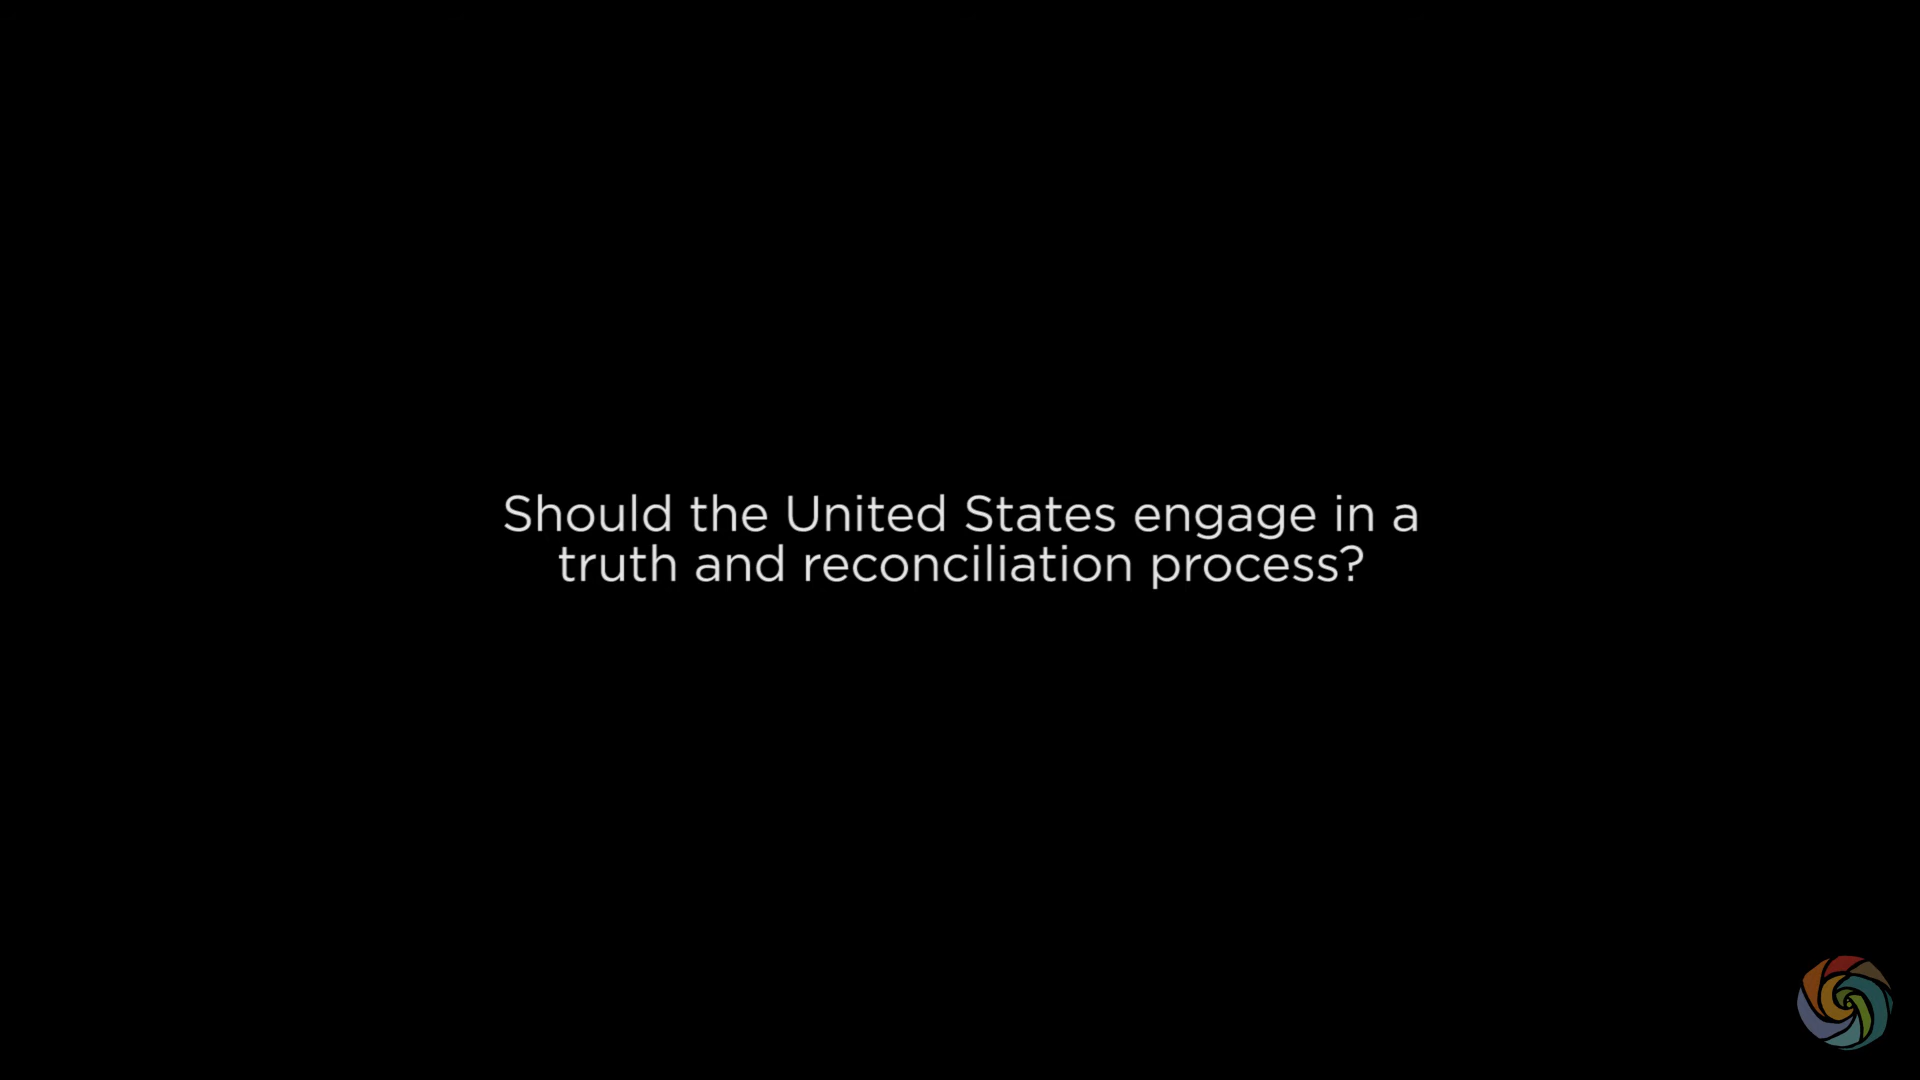 Should the United States engage in a
truth and reconciliation process?